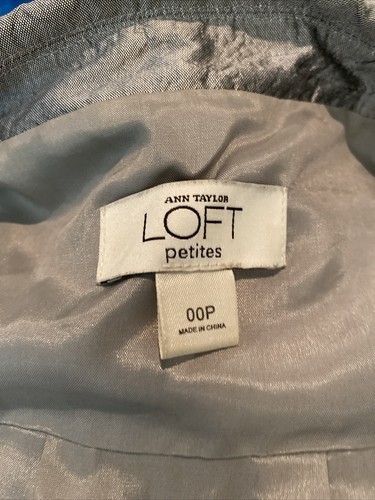 ANN TAYLOR
LOFT
petites
00P
MADE IN CHINA